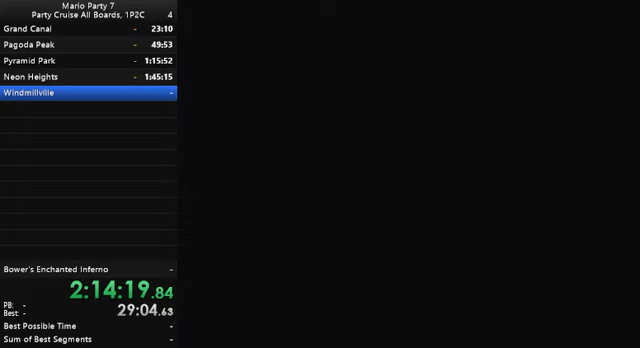 Mario Party 7
Party Cruise All Boards, 1P2C 4
Grand Canal - 23:10
Pagoda Peak - 49:53
Pyramid Park - 1:15:52
Neon Heights - 1:45:15
Windmillville -
Bower's Enchanted Inferno -
2:14:19.84
PB: -
Best: - 29:04.63
Best Possible Time -
Sum of Best Segments -